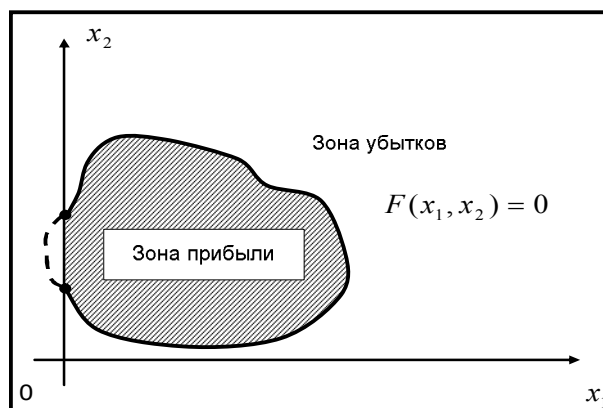 x₂
Зона убытков
F(x₁, x₂) = 0
Зона прибыли
0
x₁